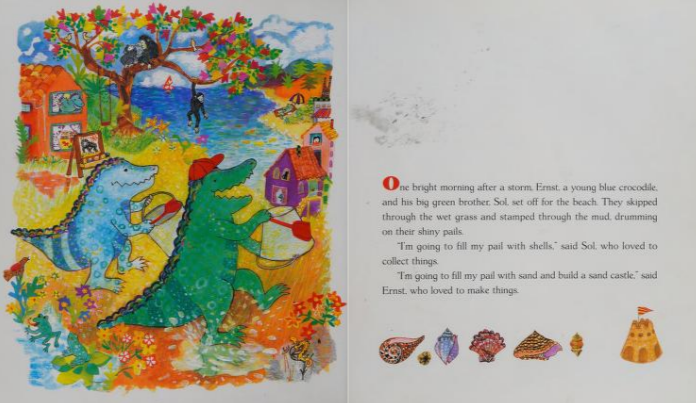 One bright morning after a storm, Ernst, a young blue crocodile,
and his big green brother, Sol, set off for the beach. They skipped
through the wet grass and stamped through the mud, drumming
on their shiny pails.
"I'm going to fill my pail with shells," said Sol, who loved to
collect things.
"I'm going to fill my pail with sand and build a sand castle," said
Ernst, who loved to make things.